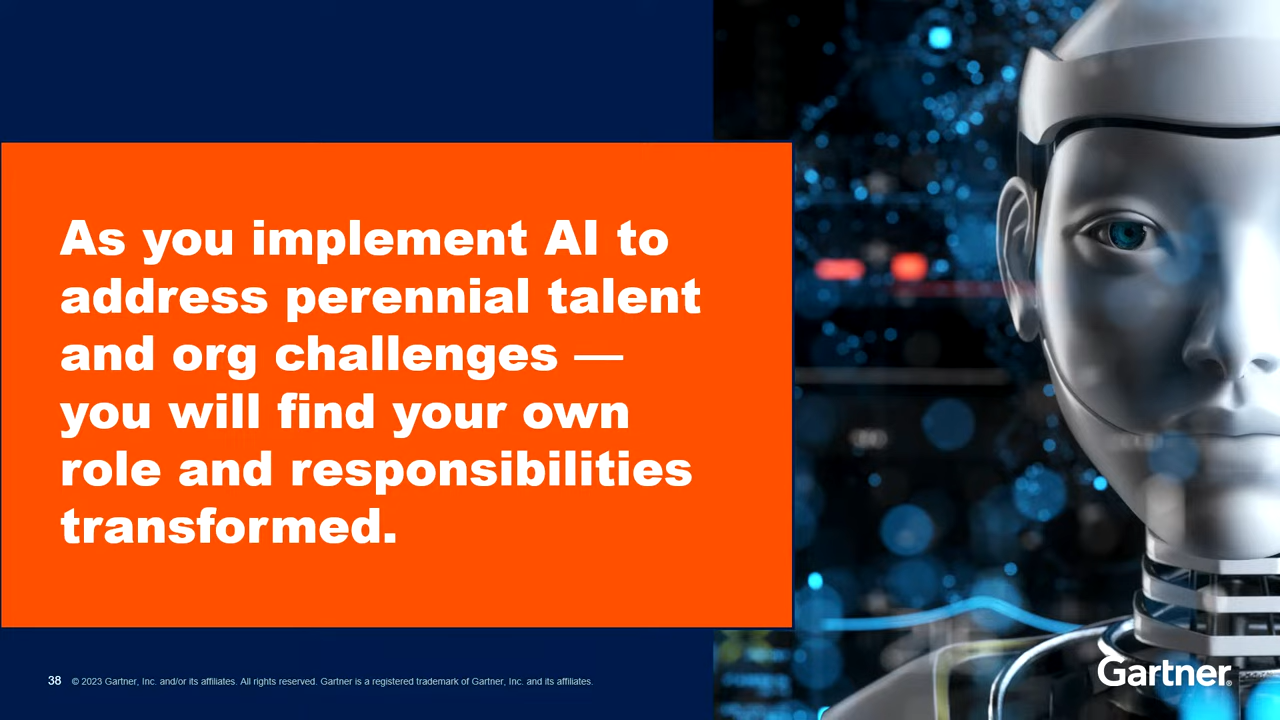 As you implement AI to
address perennial talent
and org challenges —
you will find your own
role and responsibilities
transformed.
38 © 2023 Gartner, Inc. and/or its affiliates. All rights reserved. Gartner is a registered trademark of Gartner, Inc. and its affiliates.
Gartner®